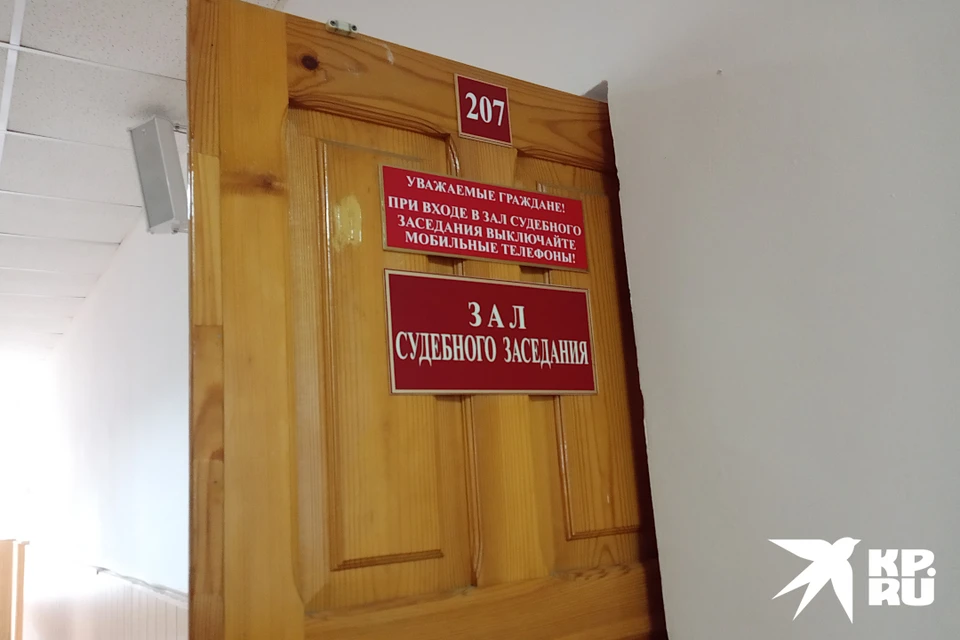 207
УВАЖАЕМЫЕ ГРАЖДАНЕ!
ПРИ ВХОДЕ В ЗАЛ СУДЕБНОГО
ЗАСЕДАНИЯ ВЫКЛЮЧАЙТЕ
МОБИЛЬНЫЕ ТЕЛЕФОНЫ!
ЗАЛ
СУДЕБНОГО ЗАСЕДАНИЯ
KP.
RU